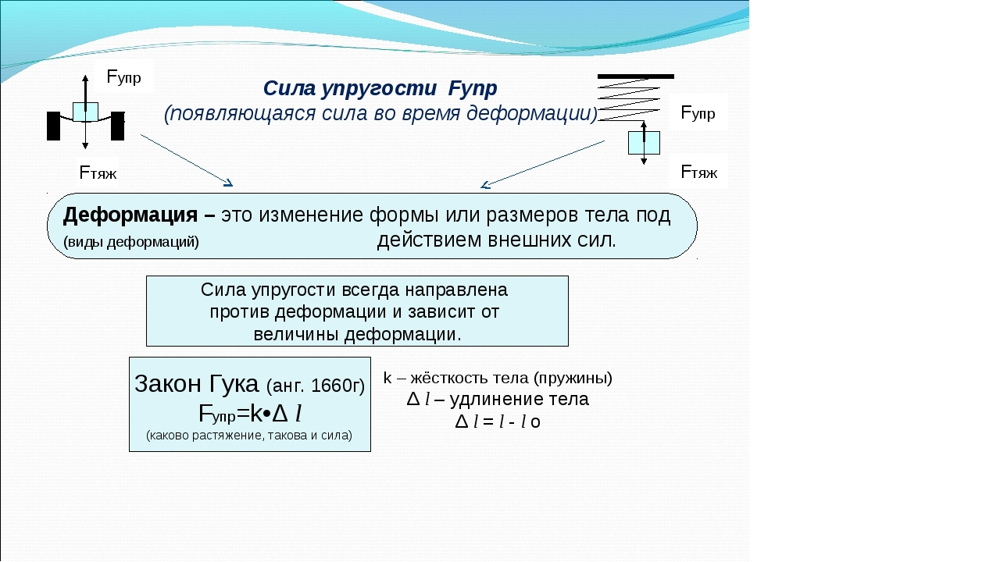 Fупр
Сила упругости Fупр
(появляющаяся сила во время деформации)
Fупр
Fтяж
Fтяж
Деформация – это изменение формы или размеров тела под
(виды деформаций) действием внешних сил.
Сила упругости всегда направлена
против деформации и зависит от
величины деформации.
Закон Гука (анг. 1660г)
Fупр=k•Δ l
(каково растяжение, такова и сила)
k – жёсткость тела (пружины)
Δ l – удлинение тела
Δ l = l - l о